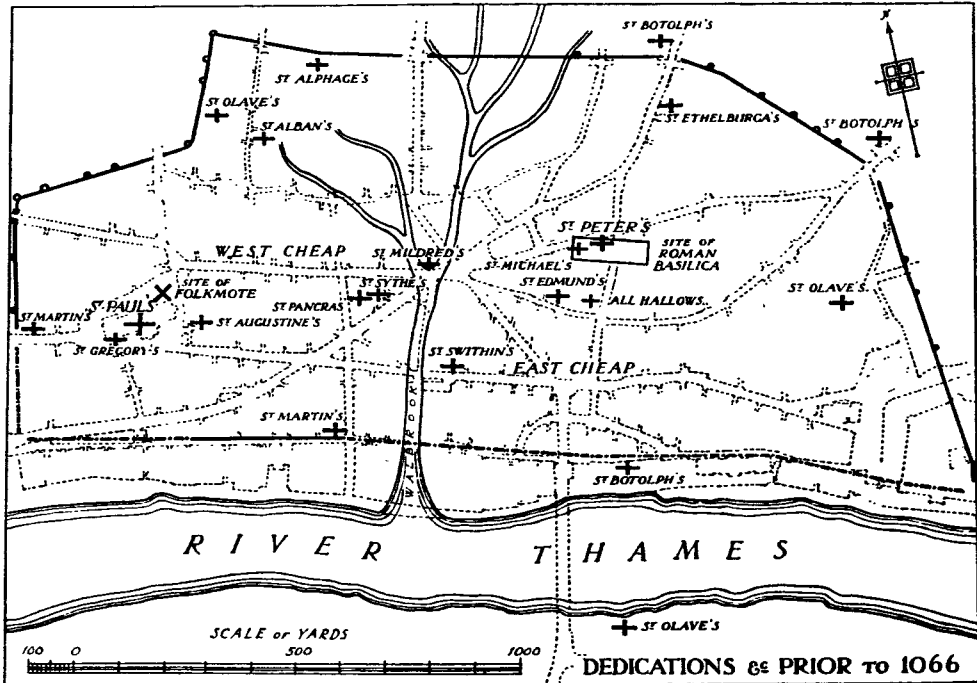 ST BOTOLPH'S
N
ST ALPHAGE'S
ST OLAVE'S
ST ETHELBURGA'S
ST BOTOLPH'S
ST ALBAN'S
ST PETER'S
WEST CHEAP
ST MILDRED'S
ST MICHAEL'S
SITE OF
ROMAN
BASILICA
SITE OF
FOLKMOTE
ST SYTHE'S
ST PANCRAS
ST EDMUND'S
ALL HALLOWS
ST OLAVE'S
ST MARTIN'S
ST PAUL'S
ST AUGUSTINE'S
ST GREGORY'S
ST SWITHIN'S
EAST CHEAP
ST MARTIN'S
WALBROOK
ST BOTOLPH'S
RIVER THAMES
ST OLAVE'S
SCALE OF YARDS
100 0 500 1000
DEDICATIONS &c PRIOR TO 1066